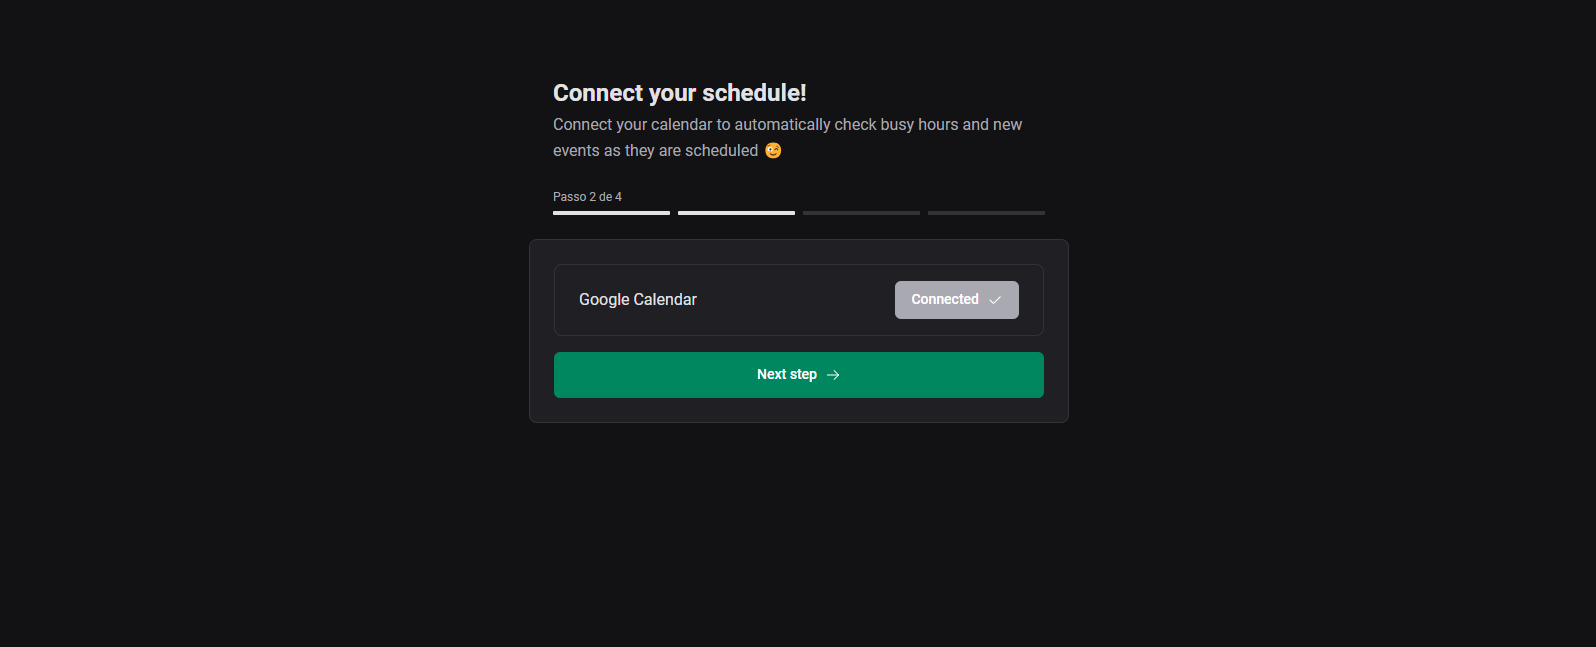 Connect your schedule!
Connect your calendar to automatically check busy hours and new
events as they are scheduled 😉
Passo 2 de 4
Google Calendar
Connected
Next step